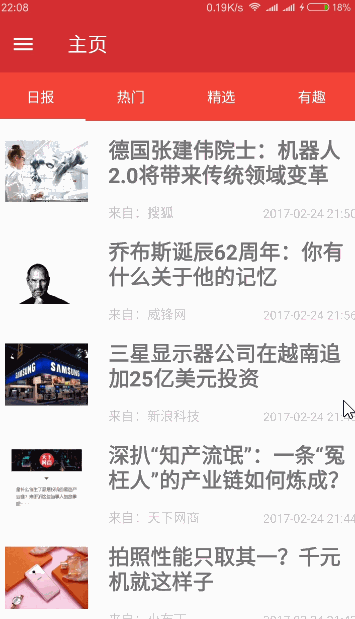 22:08 0.19K/s 18%
主页
日报 热门 精选 有趣
德国张建伟院士：机器人
2.0将带来传统领域变革
来自：搜狐 2017-02-24 21:50
乔布斯诞辰62周年：你有
什么关于他的记忆
来自：威锋网 2017-02-24 21:56
SAMSUNG SAMSUNG
三星显示器公司在越南追
加25亿美元投资
来自：新浪科技 2017-02-24 21:4
天下网商
深扒“知产流氓”：一条“冤
枉人”的产业链如何炼成？
来自：天下网商 2017-02-24 21:44
拍照性能只取其一？千元
机就这样子